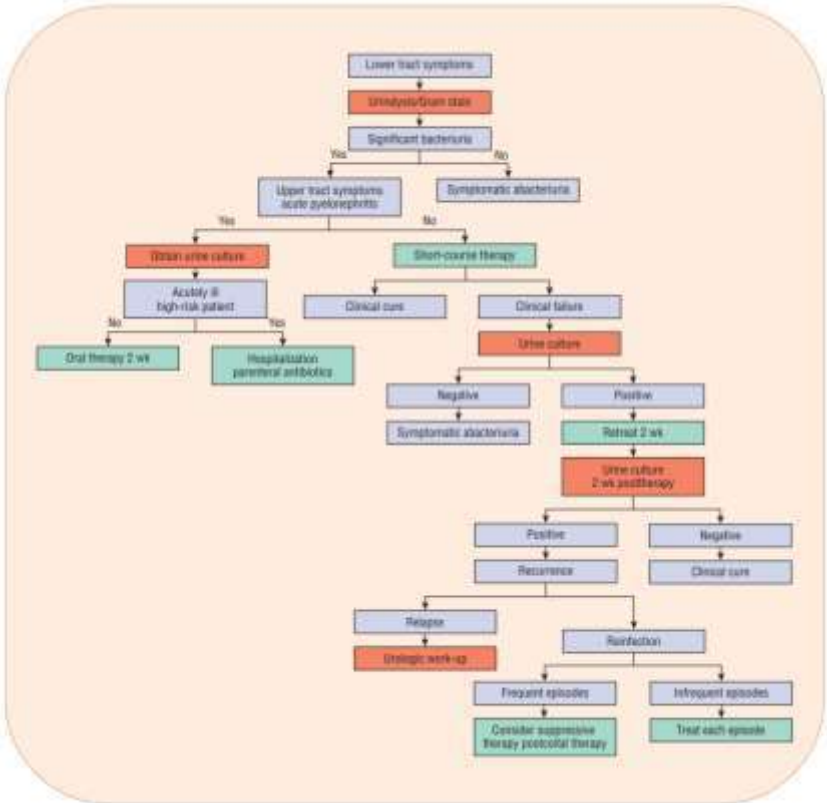 Lower tract symptoms
Urinalysis/Gram stain
Significant bacteriuria
Yes
No
Upper tract symptoms
acute pyelonephritis
Symptomatic abacteriuria
Yes
No
Obtain urine culture
Short-course therapy
Acutely ill
high-risk patient
Clinical cure
Clinical failure
No
Yes
Oral therapy 2 wk
Hospitalization
parenteral antibiotics
Urine culture
Negative
Positive
Symptomatic abacteriuria
Retreat 2 wk
Urine culture
2 wk posttherapy
Positive
Negative
Recurrence
Clinical cure
Relapse
Reinfection
Urologic work-up
Frequent episodes
Infrequent episodes
Consider suppressive
therapy postcoital therapy
Treat each episode